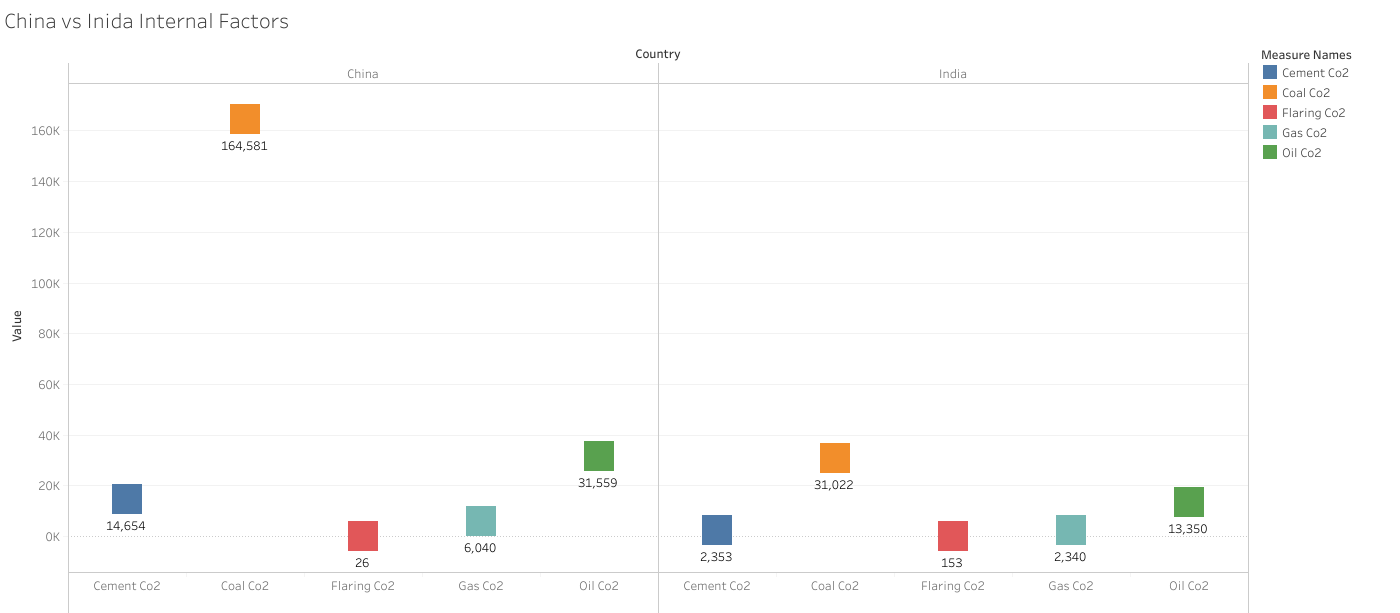 China vs Inida Internal Factors
Country
China India
Measure Names
Cement Co2
Coal Co2
Flaring Co2
Gas Co2
Oil Co2
Value
160K
140K
120K
100K
80K
60K
40K
20K
0K
164,581
14,654
26
6,040
31,559
2,353
31,022
153
2,340
13,350
Cement Co2 Coal Co2 Flaring Co2 Gas Co2 Oil Co2 Cement Co2 Coal Co2 Flaring Co2 Gas Co2 Oil Co2